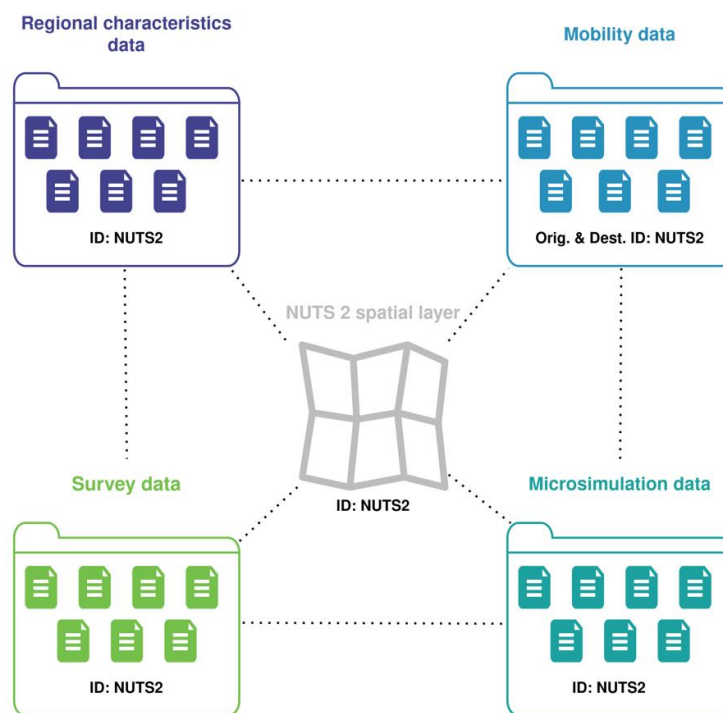 Regional characteristics
data
Mobility data
ID: NUTS2
Orig. & Dest. ID: NUTS2
NUTS 2 spatial layer
ID: NUTS2
Survey data
Microsimulation data
ID: NUTS2
ID: NUTS2